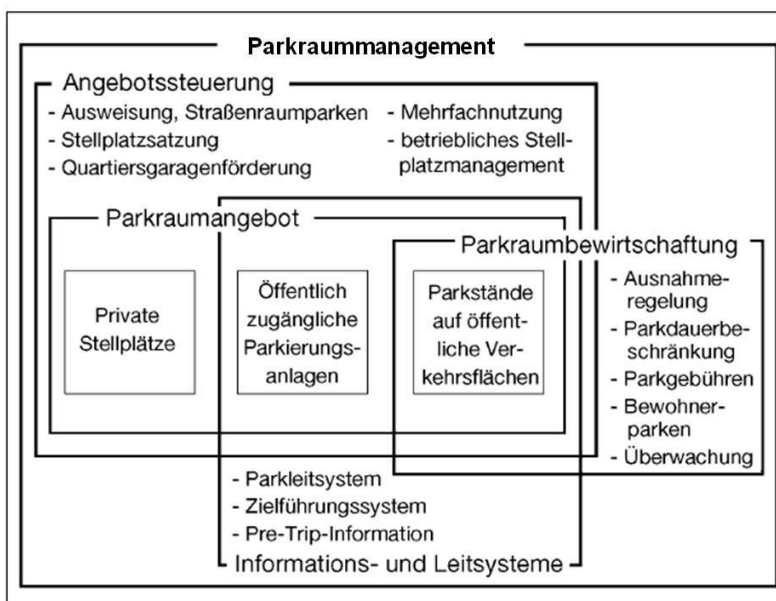 Parkraummanagement
Angebotssteuerung
- Ausweisung, Straßenraumparken
- Stellplatzsatzung
- Quartiersgaragenförderung
- Mehrfachnutzung
- betriebliches Stell-
platzmanagement
Parkraumangebot
Private
Stellplätze
Öffentlich
zugängliche
Parkierungs-
anlagen
Parkstände
auf öffent-
liche Ver-
kehrsflächen
Parkraumbewirtschaftung
- Ausnahme-
regelung
- Parkdauerbe-
schränkung
- Parkgebühren
- Bewohner-
parken
- Überwachung
- Parkleitsystem
- Zielführungssystem
- Pre-Trip-Information
Informations- und Leitsysteme